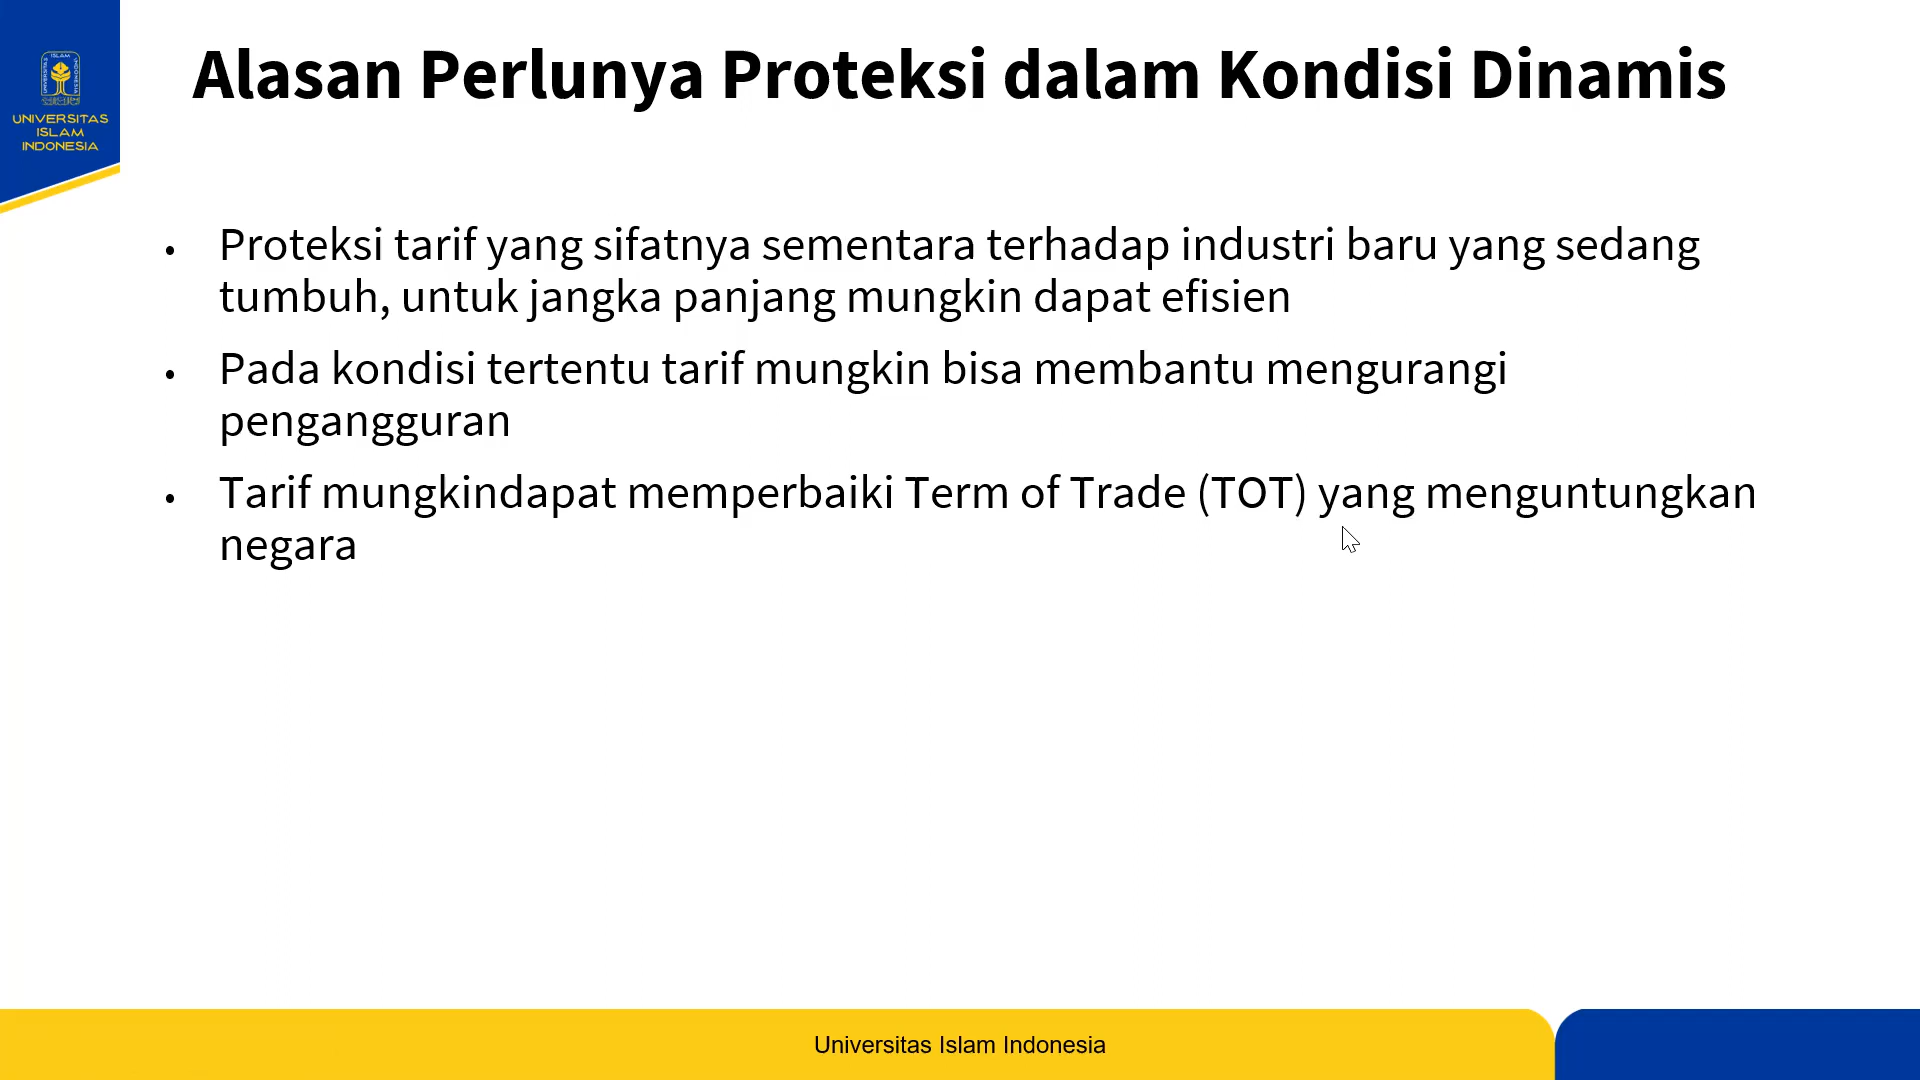 UNIVERSITAS
ISLAM
INDONESIA
Alasan Perlunya Proteksi dalam Kondisi Dinamis
• Proteksi tarif yang sifatnya sementara terhadap industri baru yang sedang
tumbuh, untuk jangka panjang mungkin dapat efisien
• Pada kondisi tertentu tarif mungkin bisa membantu mengurangi
pengangguran
• Tarif mungkindapat memperbaiki Term of Trade (TOT) yang menguntungkan
negara
Universitas Islam Indonesia